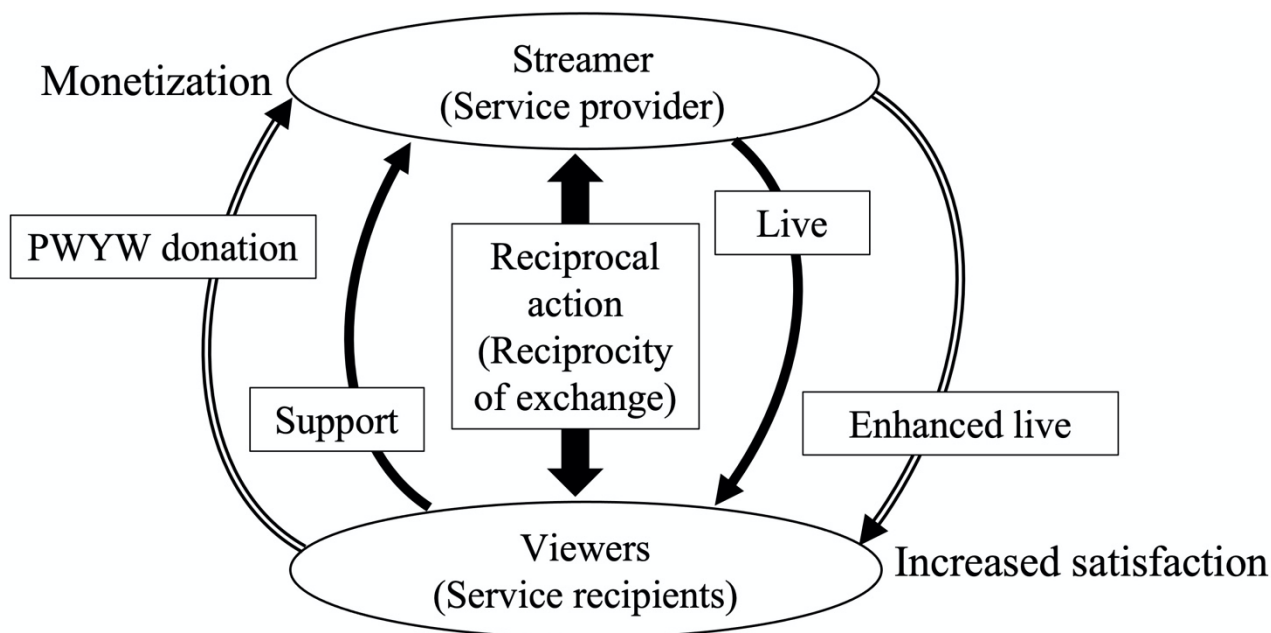 Streamer
(Service provider)
Monetization
PWYW donation
Support
Reciprocal
action
(Reciprocity
of exchange)
Live
Enhanced live
Viewers
(Service recipients)
Increased satisfaction